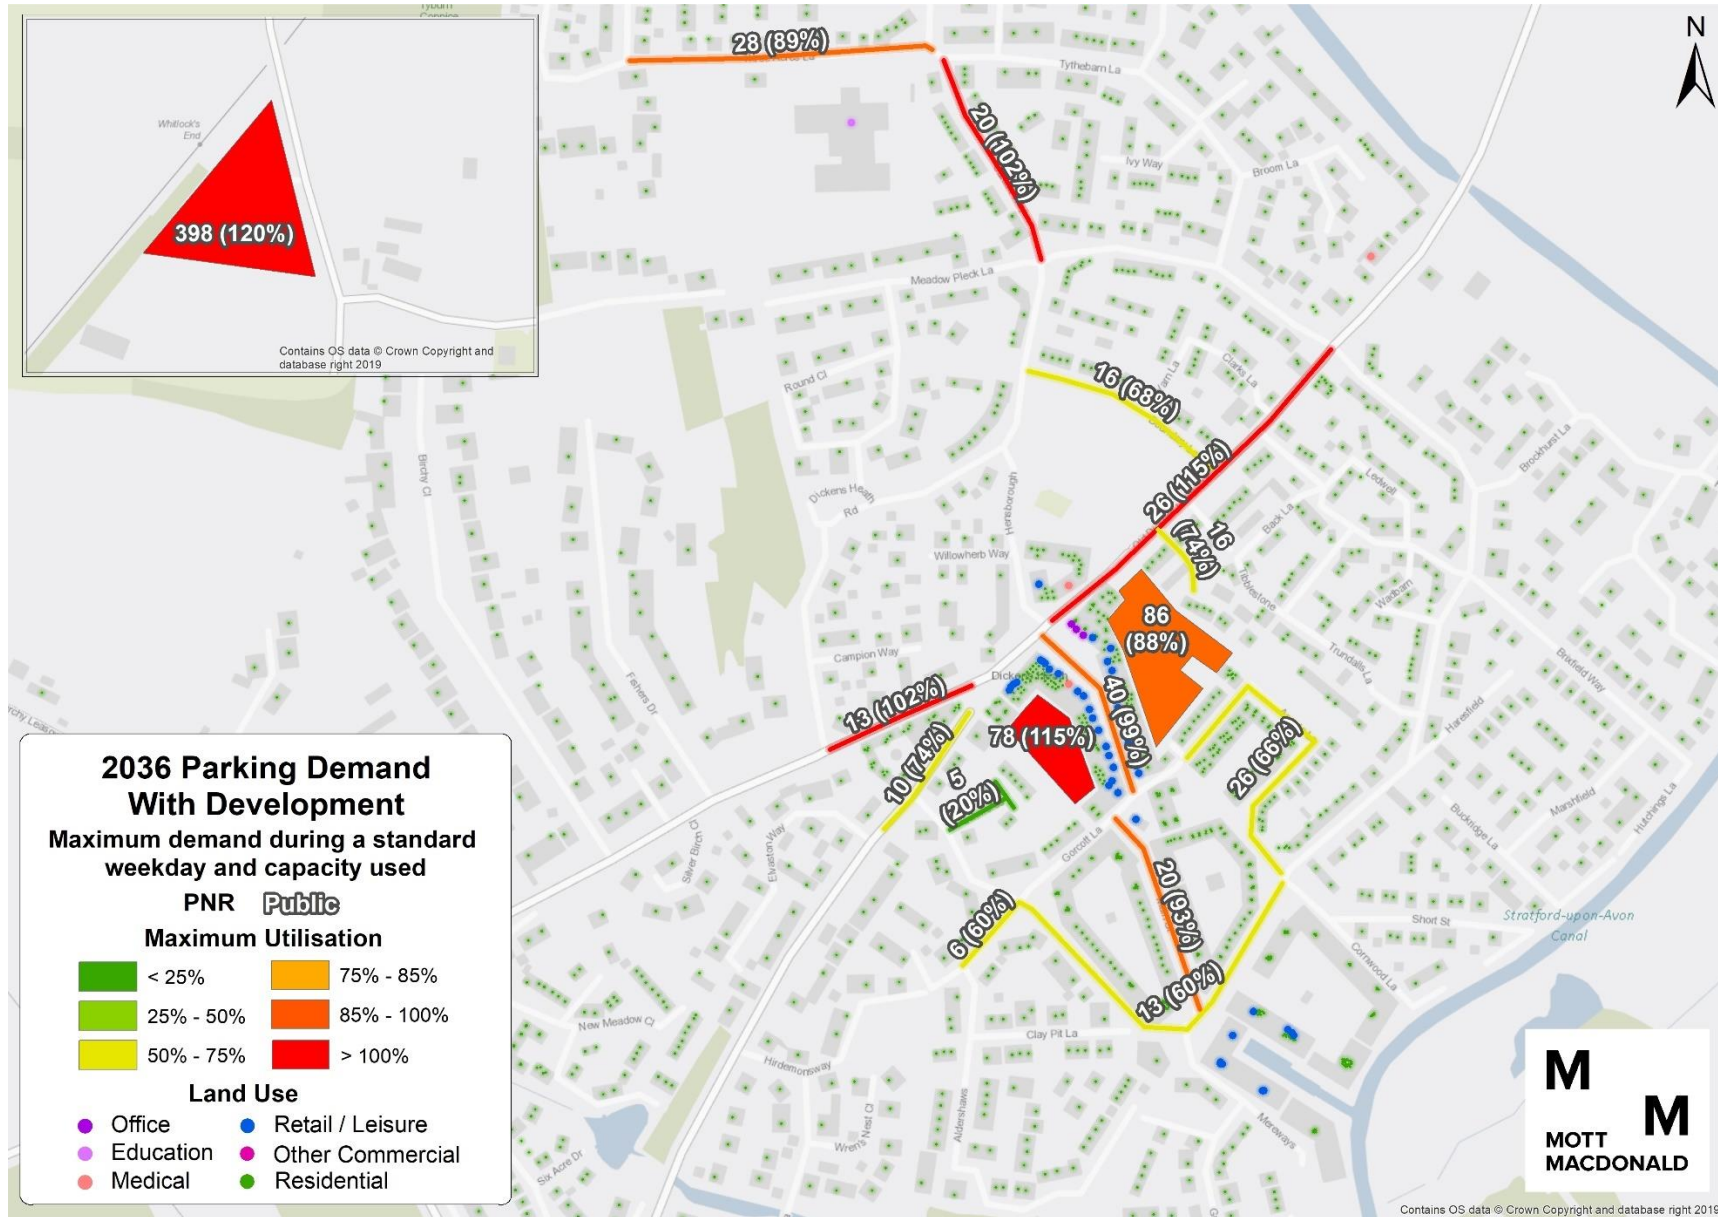 Tythebarn La
28 (89%)
N
Whitlock's
End
20 (102%)
Ivy Way
Broom La
398 (120%)
Meadow Pleck La
Contains OS data © Crown Copyright and
database right 2019
Round Cl
16 (68%)
Clarks La
Birchy Cl
Dickens Heath
Rd
Ledwell
Brockhurst La
26 (115%)
Back La
16
(74%)
Willowherb Way
Tibblestone
Wadbarn
86
(88%)
Campion Way
Trundalls La
Brixfield Way
Fishers Dr
13 (102%)
40 (99%)
78 (115%)
Haresfield
10 (74%)
5
(20%)
26 (66%)
Marshfield
Buckridge La
Hutchings La
Silver Birch Cl
Elvaston Way
Gorcott La
20 (93%)
6 (60%)
Short St
Stratford-upon-Avon
Canal
Cornwood La
13 (60%)
New Meadow Cl
Clay Pit La
Hirdemonsway
Aldershaws
Mereways
Wren's Nest Cl
Six Acre Dr
2036 Parking Demand
With Development
Maximum demand during a standard
weekday and capacity used
PNR Public
Maximum Utilisation
< 25% 75% - 85%
25% - 50% 85% - 100%
50% - 75% > 100%
Land Use
Office Retail / Leisure
Education Other Commercial
Medical Residential
M
M
MOTT
MACDONALD
Contains OS data © Crown Copyright and database right 2019